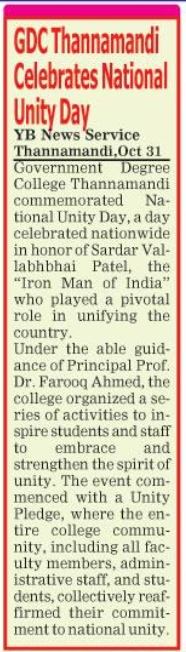 GDC Thannamandi
Celebrates National
Unity Day
YB News Service
Thannamandi,Oct 31
Government Degree
College Thannamandi
commemorated Na-
tional Unity Day, a day
celebrated nationwide
in honor of Sardar Val-
labhbhai Patel, the
“Iron Man of India”
who played a pivotal
role in unifying the
country.
Under the able guid-
ance of Principal Prof.
Dr. Farooq Ahmed, the
college organized a se-
ries of activities to in-
spire students and staff
to embrace and
strengthen the spirit of
unity. The event com-
menced with a Unity
Pledge, where the en-
tire college commu-
nity, including all fac-
ulty members, admin-
istrative staff, and stu-
dents, collectively reaf-
firmed their commit-
ment to national unity.